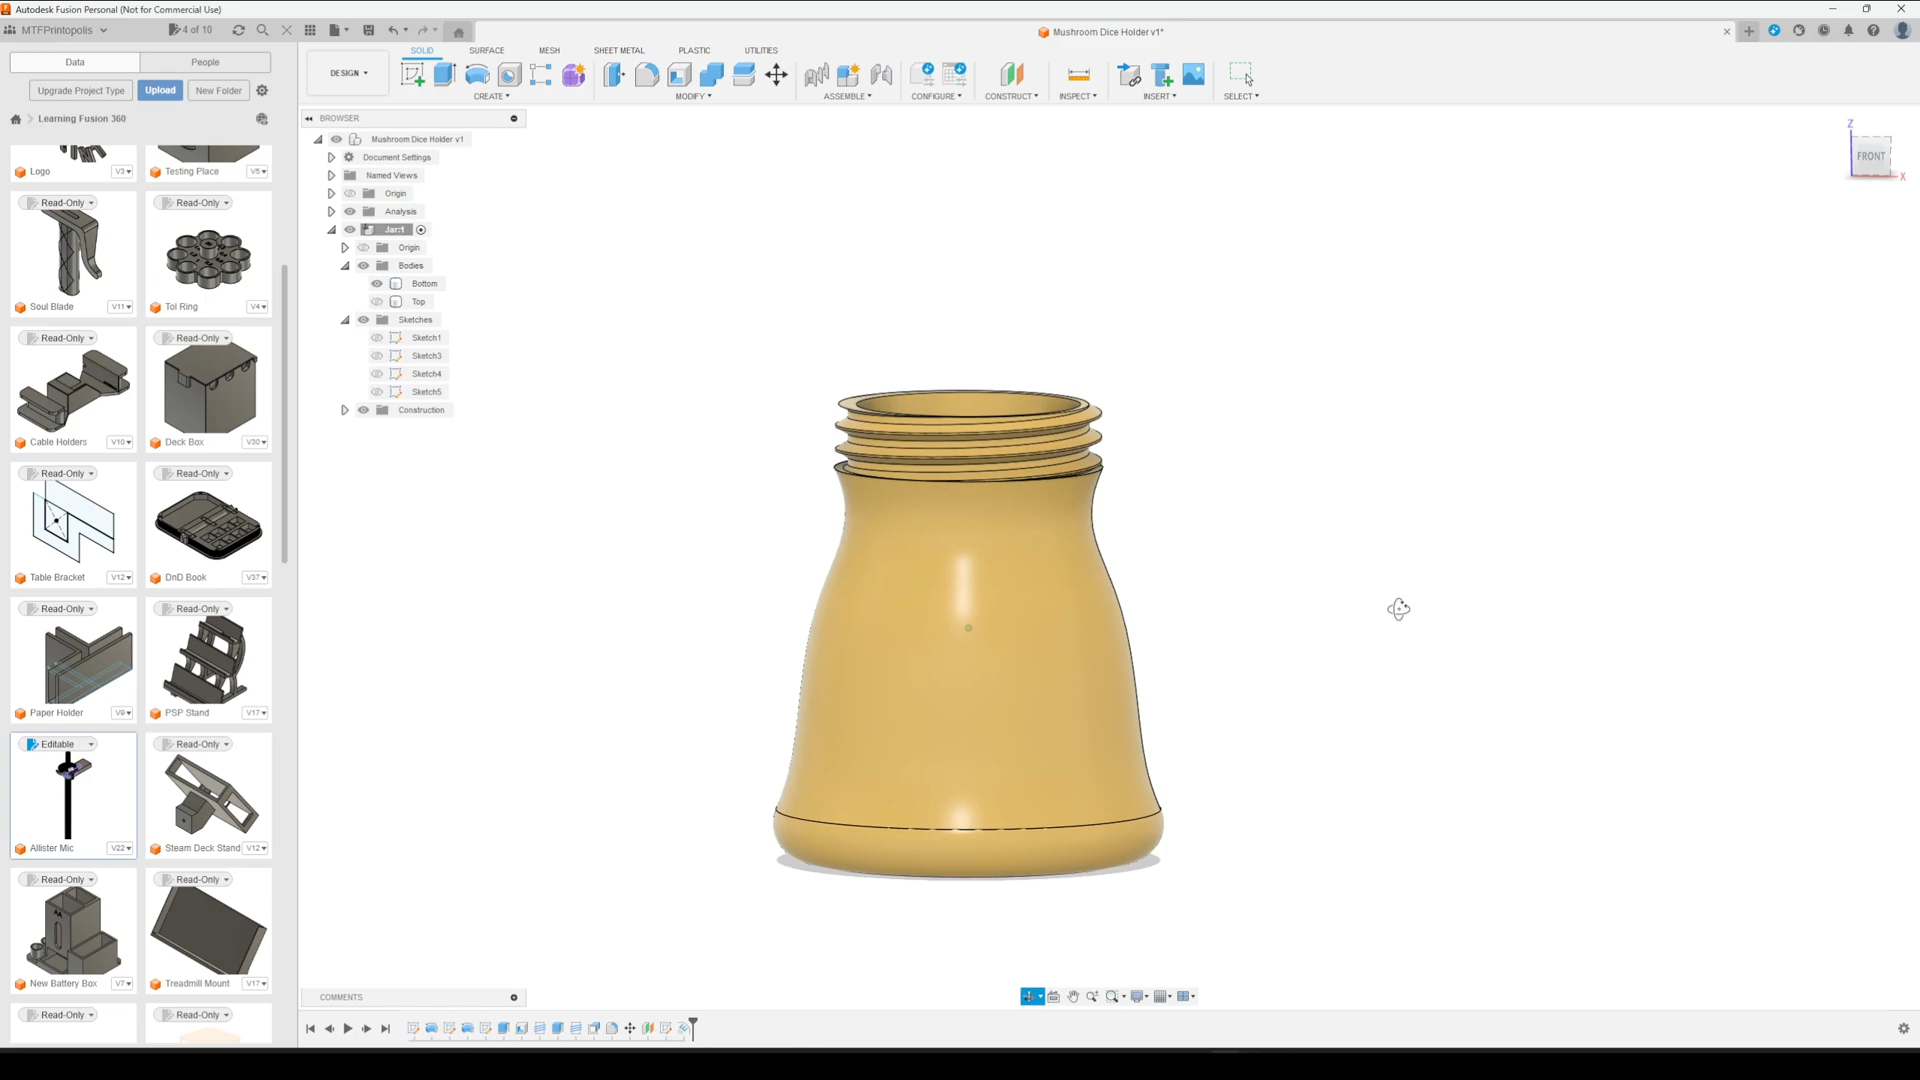 Autodesk Fusion Personal (Not for Commercial Use)
MTFPrintopolis
4 of 10
Mushroom Dice Holder v1*
Data
People
Upgrade Project Type
Upload
New Folder
Learning Fusion 360
DESIGN
SOLID
SURFACE
MESH
SHEET METAL
PLASTIC
UTILITIES
CREATE
MODIFY
ASSEMBLE
CONFIGURE
CONSTRUCT
INSPECT
INSERT
SELECT
BROWSER
Mushroom Dice Holder v1
Document Settings
Named Views
Origin
Analysis
Jar:1
Origin
Bodies
Bottom
Top
Sketches
Sketch1
Sketch3
Sketch4
Sketch5
Construction
Z
FRONT
X
Logo
V3
Testing Place
V5
Read-Only
Read-Only
Soul Blade
V11
Tol Ring
V4
Read-Only
Read-Only
Cable Holders
V10
Deck Box
V30
Read-Only
Read-Only
Table Bracket
V12
DnD Book
V37
Read-Only
Read-Only
Paper Holder
V9
PSP Stand
V17
Editable
Read-Only
Allister Mic
V22
Steam Deck Stand
V12
Read-Only
Read-Only
New Battery Box
V7
Treadmill Mount
V17
Read-Only
Read-Only
COMMENTS